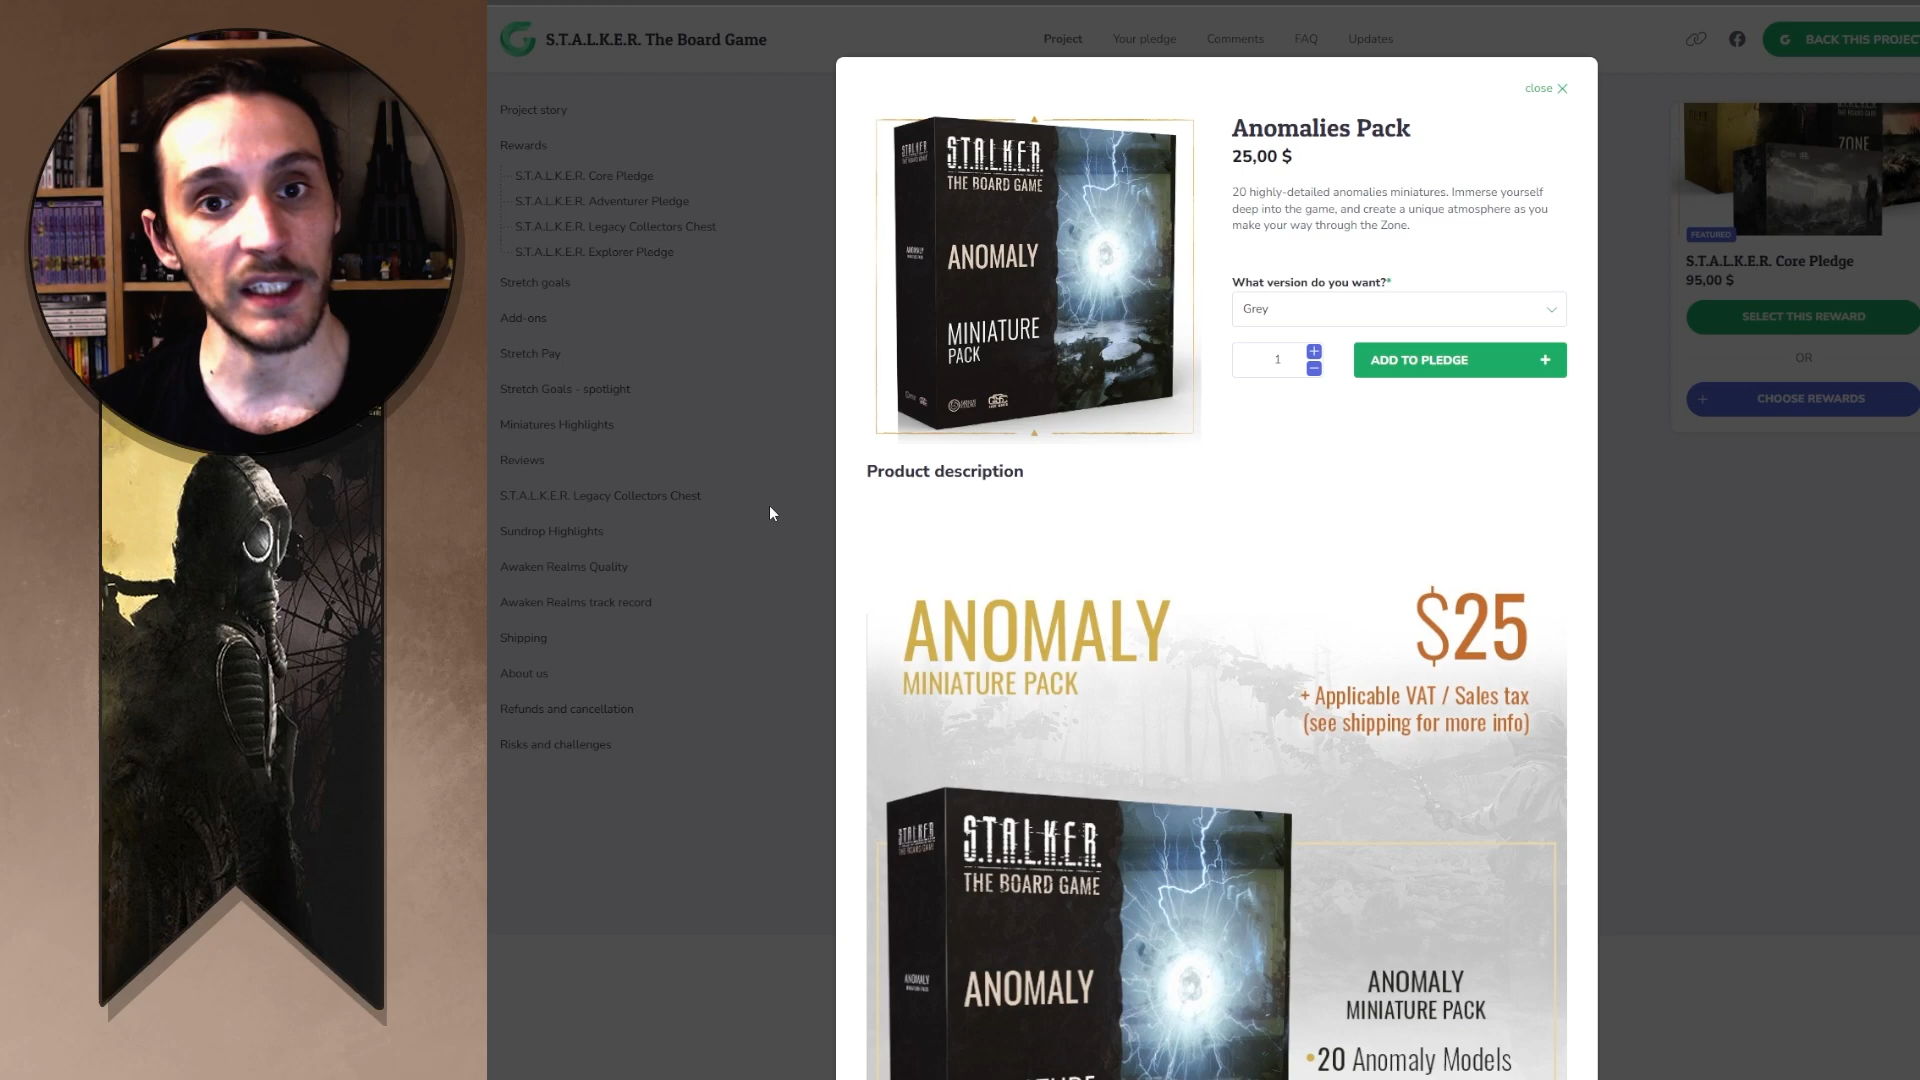 S.T.A.L.K.E.R. The Board Game
Project
Your pledge
Comments
FAQ
Updates
BACK THIS PROJECT
Project story
Rewards
S.T.A.L.K.E.R. Core Pledge
S.T.A.L.K.E.R. Adventurer Pledge
S.T.A.L.K.E.R. Legacy Collectors Chest
S.T.A.L.K.E.R. Explorer Pledge
Stretch goals
Add-ons
Stretch Pay
Stretch Goals - spotlight
Miniatures Highlights
Reviews
S.T.A.L.K.E.R. Legacy Collectors Chest
Sundrop Highlights
Awaken Realms Quality
Awaken Realms track record
Shipping
About us
Refunds and cancellation
Risks and challenges
close
S.T.A.L.K.E.R.
THE BOARD GAME
ANOMALY
MINIATURE
PACK
Anomalies Pack
25,00 $
20 highly-detailed anomalies miniatures. Immerse yourself
deep into the game, and create a unique atmosphere as you
make your way through the Zone.
What version do you want?*
Grey
1
ADD TO PLEDGE
Product description
ANOMALY
MINIATURE PACK
$25
+ Applicable VAT / Sales tax
(see shipping for more info)
S.T.A.L.K.E.R.
THE BOARD GAME
ANOMALY
ANOMALY
MINIATURE PACK
•20 Anomaly Models
ZONE
FEATURED
S.T.A.L.K.E.R. Core Pledge
95,00 $
SELECT THIS REWARD
OR
CHOOSE REWARDS